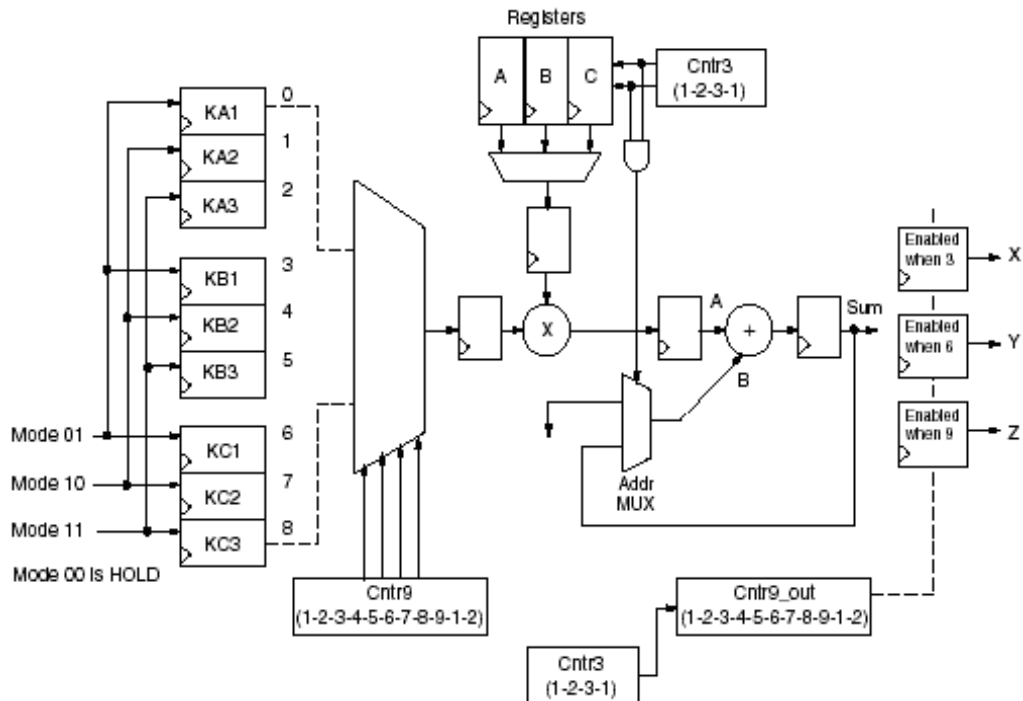 Registers
A
B
C
Cntr3
(1-2-3-1)
KA1
0
KA2
1
KA3
2
KB1
3
KB2
4
KB3
5
Mode 01
KC1
6
Mode 10
KC2
7
Mode 11
KC3
8
Mode 00 is HOLD
X
A
+
B
Sum
Addr
MUX
Enabled
when 3
X
Enabled
when 6
Y
Enabled
when 9
Z
Cntr9
(1-2-3-4-5-6-7-8-9-1-2)
Cntr9_out
(1-2-3-4-5-6-7-8-9-1-2)
Cntr3
(1-2-3-1)